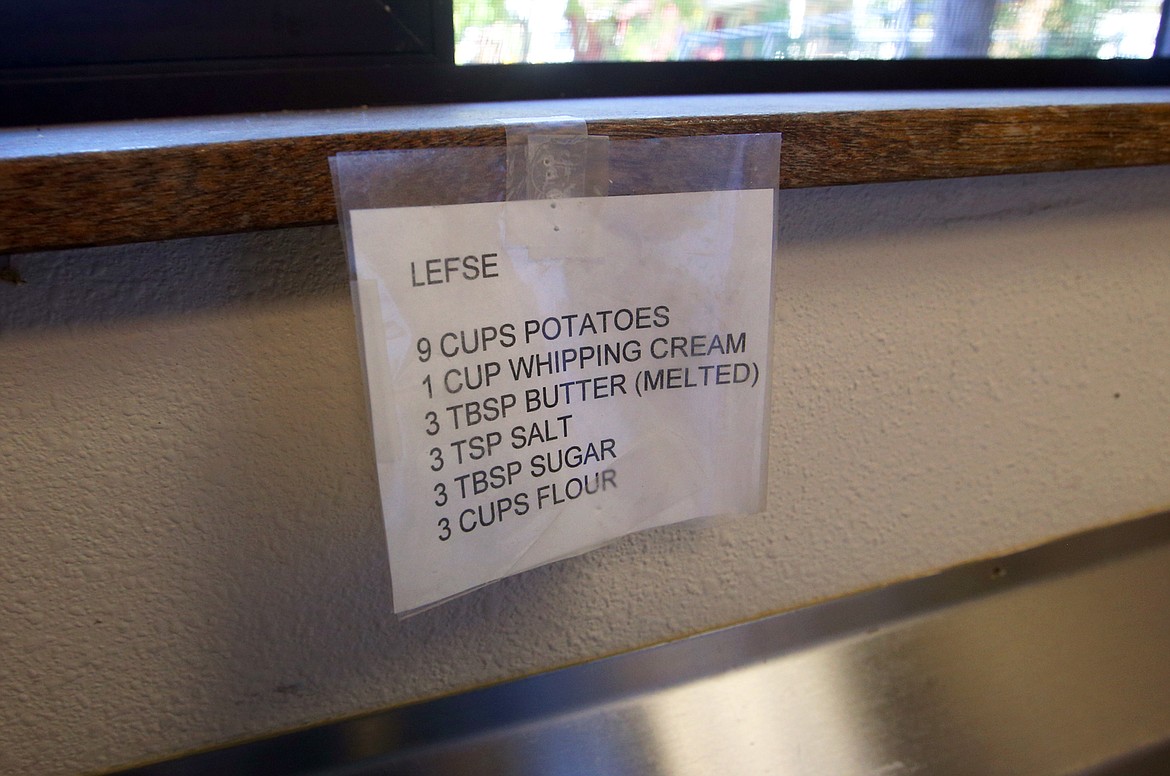 LEFSE
9 CUPS POTATOES
1 CUP WHIPPING CREAM
3 TBSP BUTTER (MELTED)
3 TSP SALT
3 TBSP SUGAR
3 CUPS FLOUR